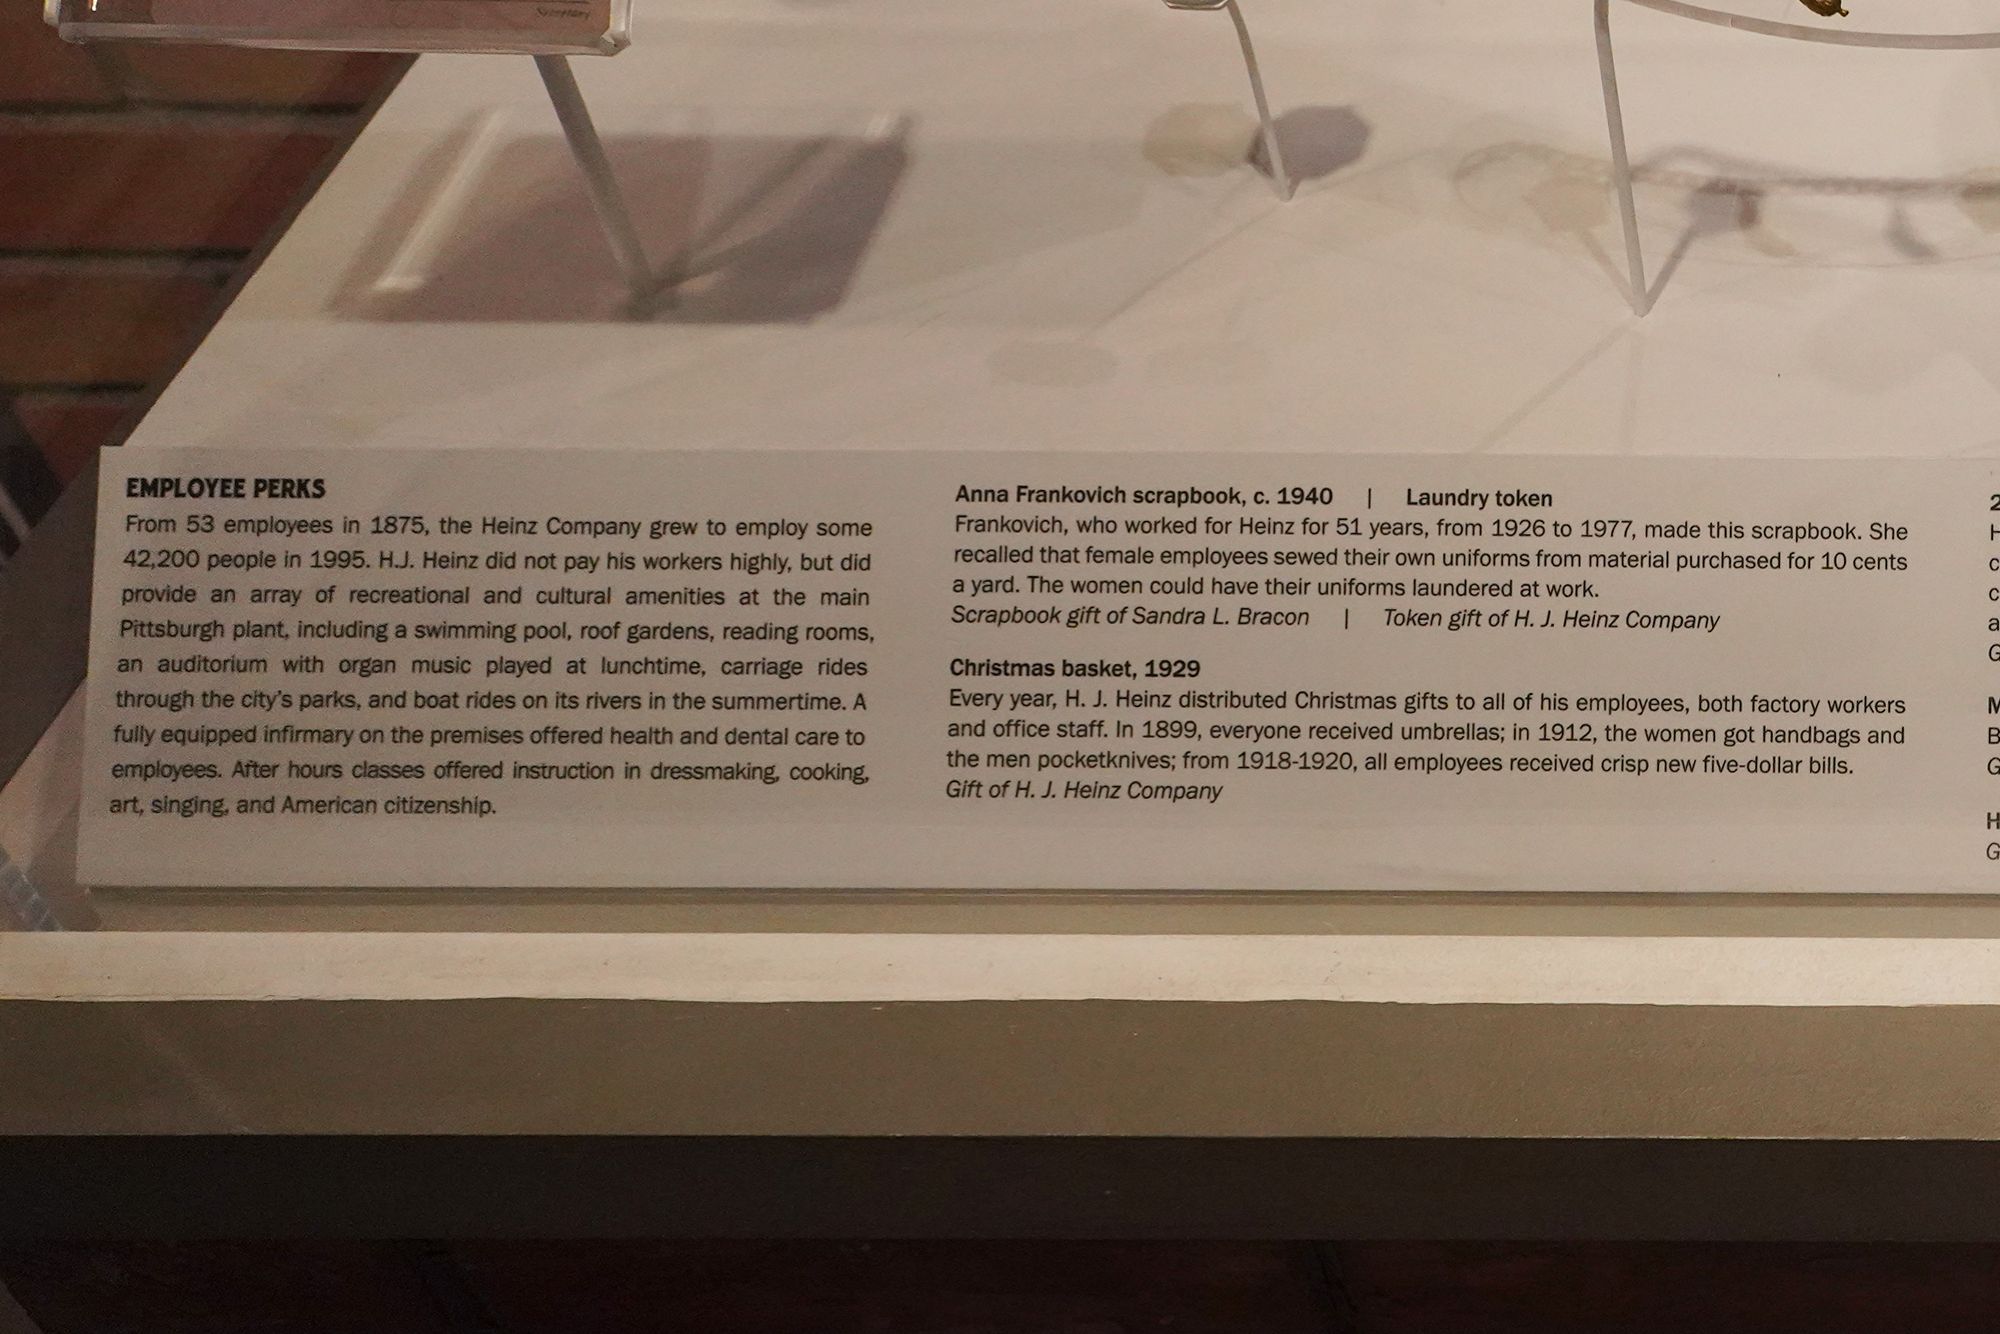 EMPLOYEE PERKS
From 53 employees in 1875, the Heinz Company grew to employ some
42,200 people in 1995. H.J. Heinz did not pay his workers highly, but did
provide an array of recreational and cultural amenities at the main
Pittsburgh plant, including a swimming pool, roof gardens, reading rooms,
an auditorium with organ music played at lunchtime, carriage rides
through the city's parks, and boat rides on its rivers in the summertime. A
fully equipped infirmary on the premises offered health and dental care to
employees. After hours classes offered instruction in dressmaking, cooking,
art, singing, and American citizenship.
Anna Frankovich scrapbook, c. 1940 | Laundry token
Frankovich, who worked for Heinz for 51 years, from 1926 to 1977, made this scrapbook. She
recalled that female employees sewed their own uniforms from material purchased for 10 cents
a yard. The women could have their uniforms laundered at work.
Scrapbook gift of Sandra L. Bracon | Token gift of H. J. Heinz Company
Christmas basket, 1929
Every year, H. J. Heinz distributed Christmas gifts to all of his employees, both factory workers
and office staff. In 1899, everyone received umbrellas; in 1912, the women got handbags and
the men pocketknives; from 1918-1920, all employees received crisp new five-dollar bills.
Gift of H. J. Heinz Company